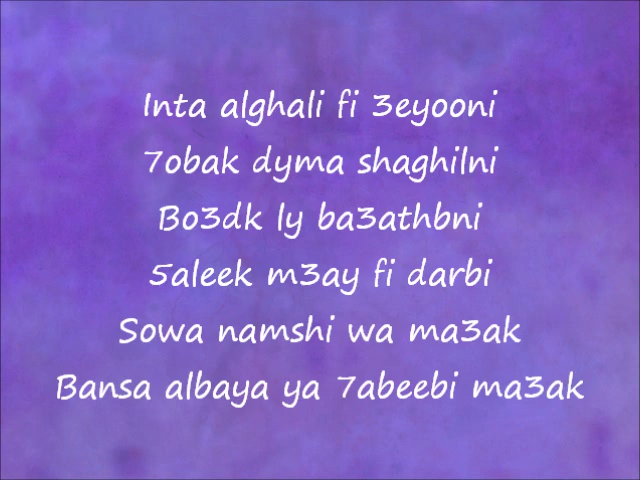 Inta alghali fi 3eyooni
7obak dyma shaghilni
Bo3dk ly ba3athbni
5aleek m3ay fi darbi
Sowa namshi wa ma3ak
Bansa albaya ya 7abeebi ma3ak